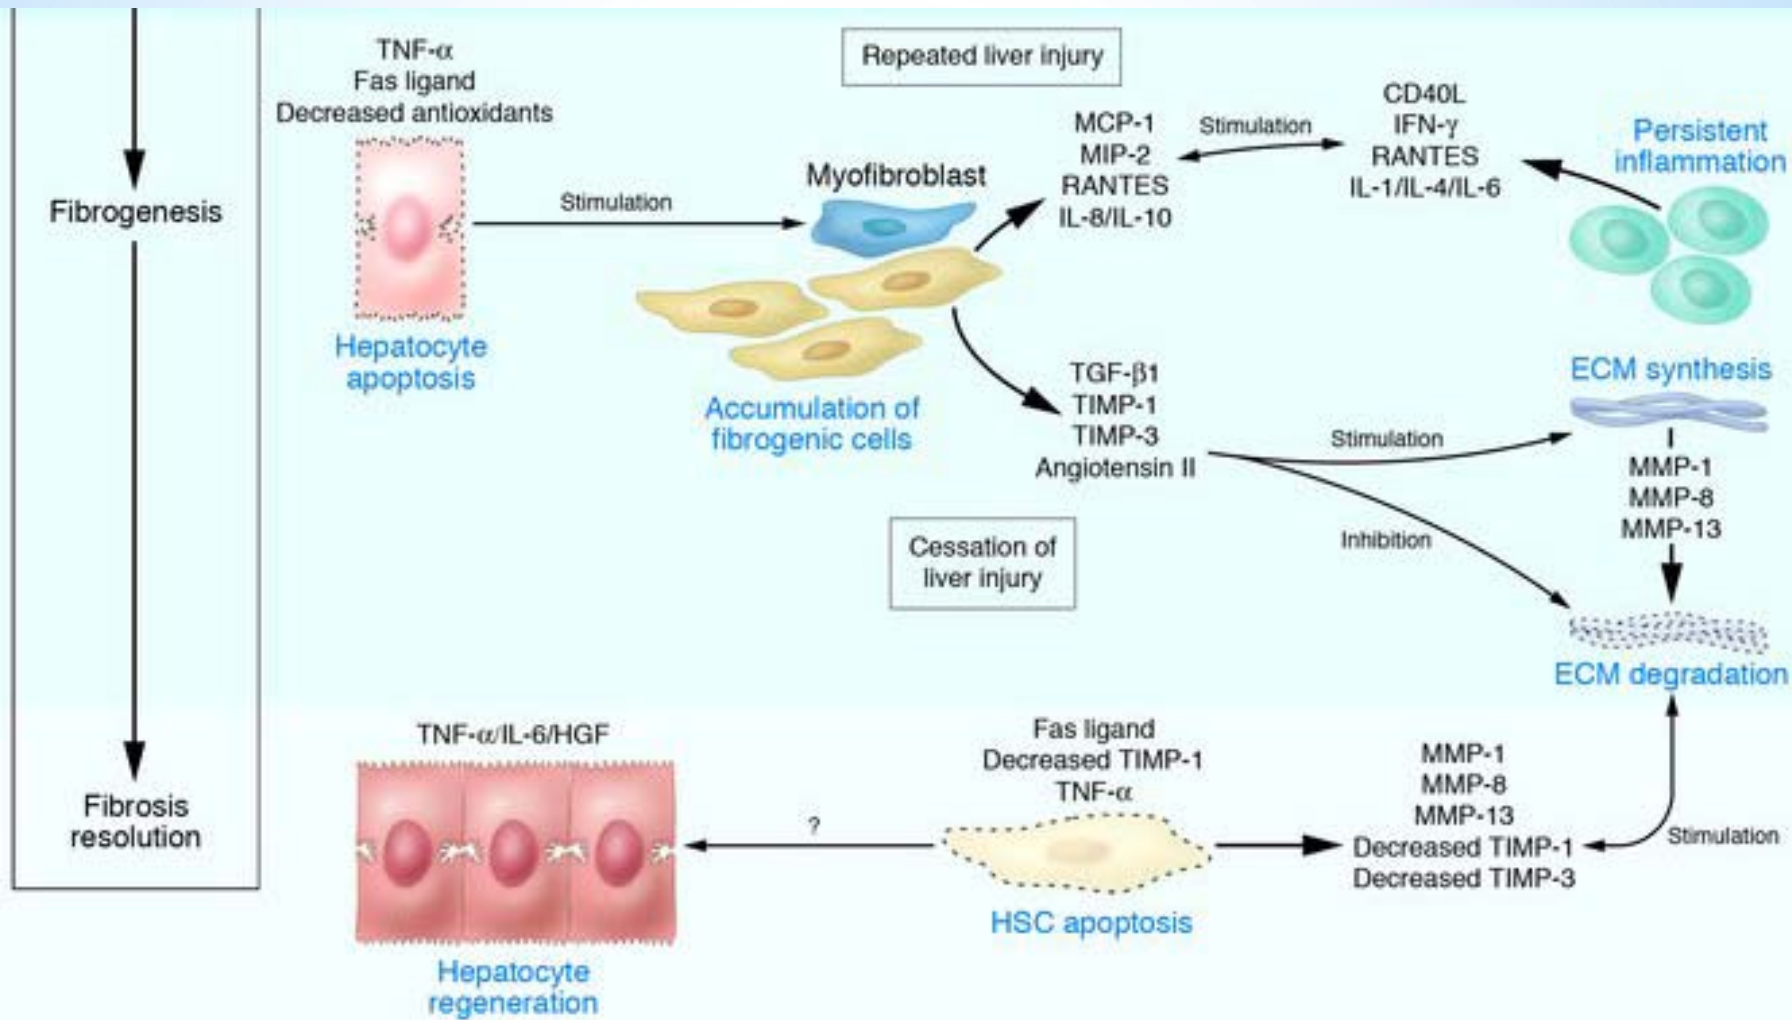 Fibrogenesis
Fibrosis
resolution
TNF-α
Fas ligand
Decreased antioxidants
Hepatocyte
apoptosis
Stimulation
Repeated liver injury
Myofibroblast
Accumulation of
fibrogenic cells
MCP-1
MIP-2
RANTES
IL-8/IL-10
Stimulation
CD40L
IFN-γ
RANTES
IL-1/IL-4/IL-6
Persistent
inflammation
TGF-β1
TIMP-1
TIMP-3
Angiotensin II
Stimulation
Inhibition
ECM synthesis
MMP-1
MMP-8
MMP-13
ECM degradation
Cessation of
liver injury
TNF-α/IL-6/HGF
Hepatocyte
regeneration
?
Fas ligand
Decreased TIMP-1
TNF-α
HSC apoptosis
MMP-1
MMP-8
MMP-13
Decreased TIMP-1
Decreased TIMP-3
Stimulation